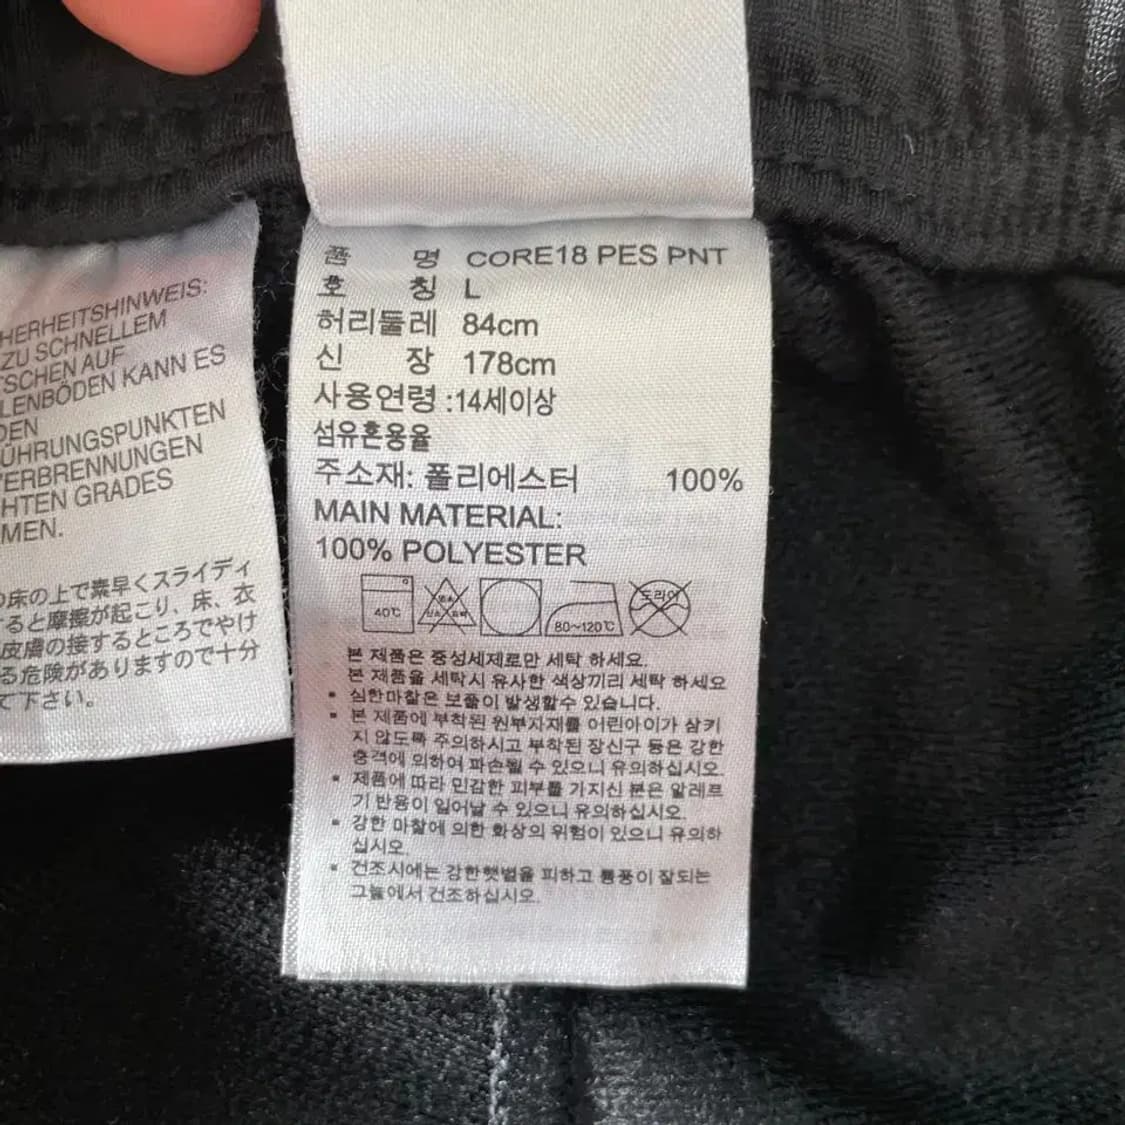 HERHEITSHINWEIS:
ZU SCHNELLEM
TSCHEN AUF
LENBÖDEN KANN ES
DEN
ÜHRUNGSPUNKTEN
VERBRENNUNGEN
HTEN GRADES
MEN.
の床の上で素早くスライディ
ると摩擦が起こり、床、衣
皮膚の接するところでやけ
る危険がありますので十分
て下さい。
품 명 CORE18 PES PNT
호 칭 L
허리둘레 84cm
신 장 178cm
사용연령 :14세이상
섬유혼용율
주소재: 폴리에스터 100%
MAIN MATERIAL:
100% POLYESTER
40℃
80~120℃
드라이
본 제품은 중성세제로만 세탁 하세요.
본 제품을 세탁시 유사한 색상끼리 세탁 하세요
▪ 심한마찰은 보풀이 발생할수 있습니다.
▪ 본 제품에 부착된 원부자재를 어린아이가 삼키
지 않도록 주의하시고 부착된 장신구 등은 강한
충격에 의하여 파손될 수 있으니 유의하십시오.
▪ 제품에 따라 민감한 피부를 가지신 분은 알레르
기 반응이 일어날 수 있으니 유의하십시오.
▪ 강한 마찰에 의한 화상의 위험이 있으니 유의하
십시오.
▪ 건조시에는 강한햇볕을 피하고 통풍이 잘되는
그늘에서 건조하십시오.